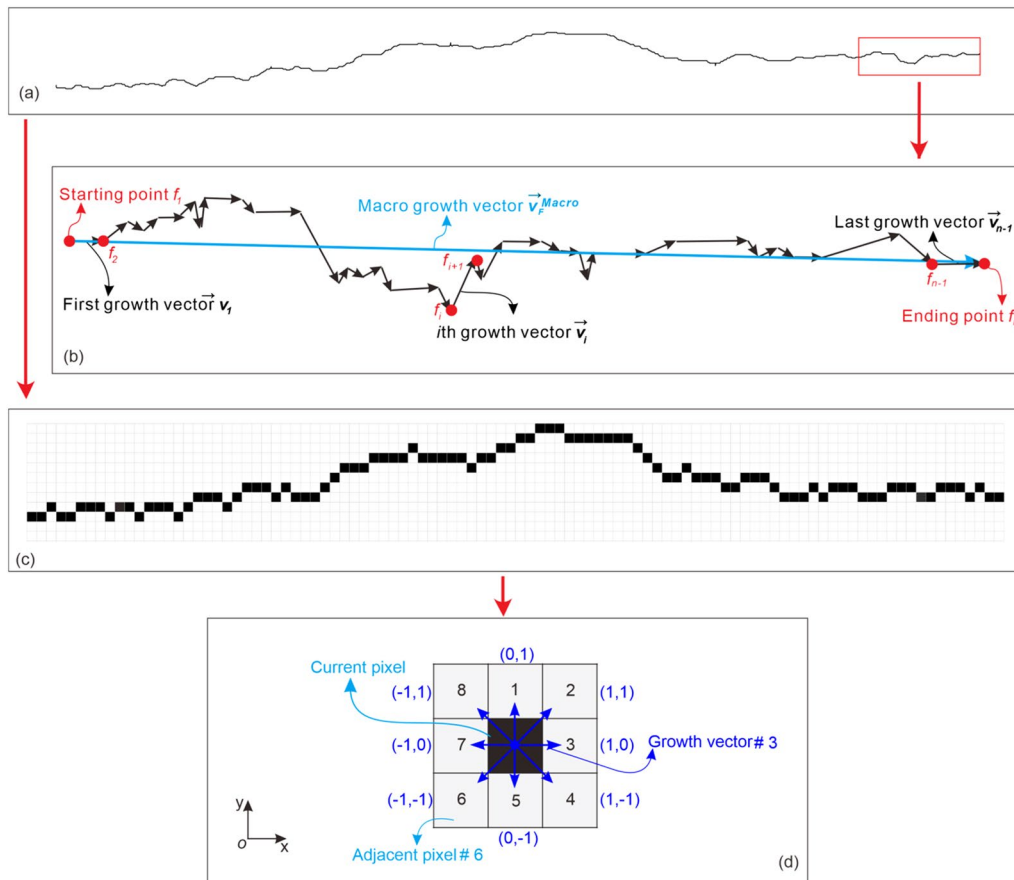 (a)
Starting point f1
Macro growth vector v F Macro
Last growth vector v n-1
f2
fi+1
fn-1
First growth vector v1
fi
ith growth vector vi
Ending point f
(b)
(c)
(0,1)
Current pixel
(-1,1) 8 1 2 (1,1)
(-1,0) 7 3 (1,0) Growth vector # 3
(-1,-1) 6 5 4 (1,-1)
y
o x
(0,-1)
Adjacent pixel # 6
(d)